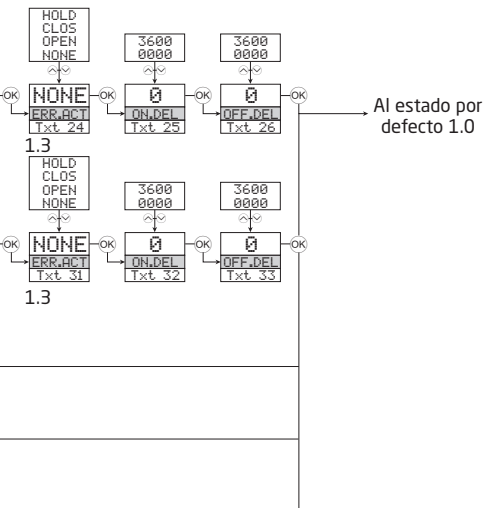 HOLD
CLOS
OPEN
NONE
3600
0000
3600
0000
OK NONE OK 0 OK 0 OK
ERR.ACT ON.DEL OFF.DEL
Txt 24 Txt 25 Txt 26
Al estado por
defecto 1.0
1.3
HOLD
CLOS
OPEN
NONE
3600
0000
3600
0000
OK NONE OK 0 OK 0 OK
ERR.ACT ON.DEL OFF.DEL
Txt 31 Txt 32 Txt 33
1.3